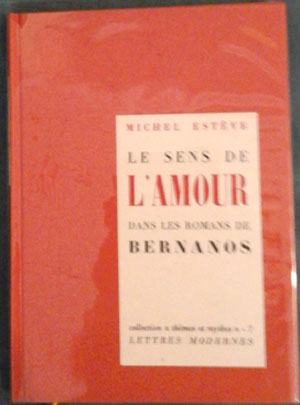 MICHEL ESTÈVE
LE SENS DE
L'AMOUR
DANS LES ROMANS DE
BERNANOS
collection « thèmes et mythes » – 7
LETTRES MODERNES